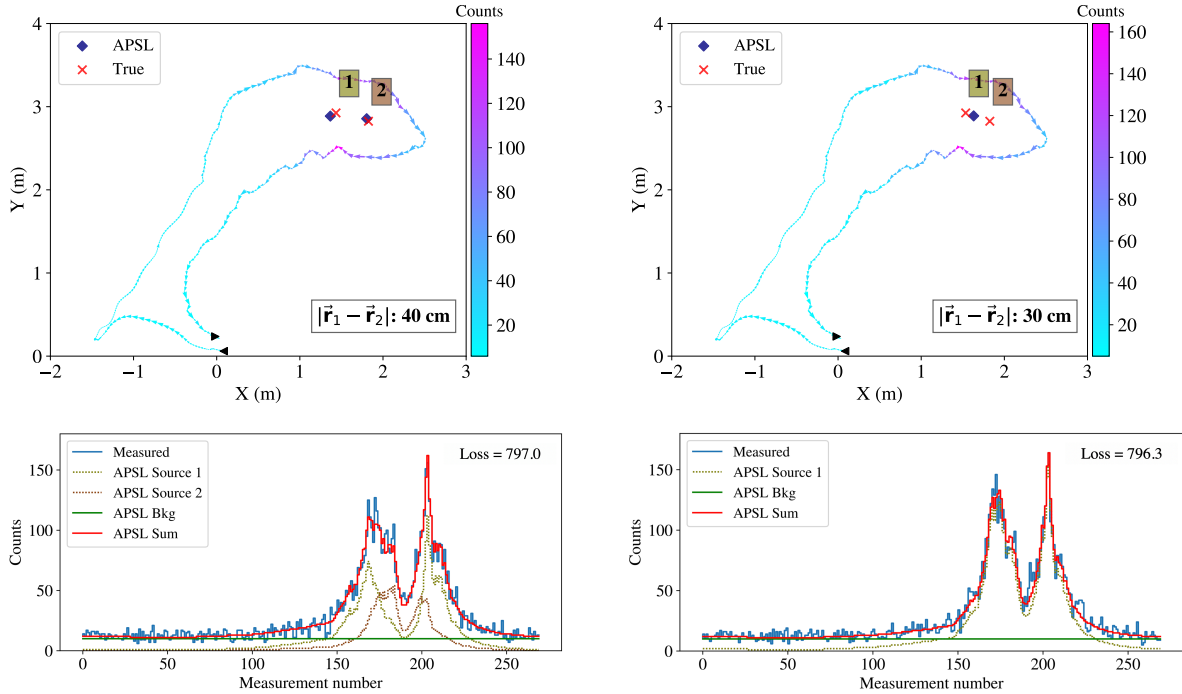 Counts
4
3
2
1
0
Y (m)
APSL
True
1
2
|r⃗1 − r⃗2|: 40 cm
140
120
100
80
60
40
20
−2
−1
0
1
2
3
X (m)
Counts
4
3
2
1
0
Y (m)
APSL
True
1
2
|r⃗1 − r⃗2|: 30 cm
160
140
120
100
80
60
40
20
−2
−1
0
1
2
3
X (m)
Measured
APSL Source 1
APSL Source 2
APSL Bkg
APSL Sum
Loss = 797.0
150
100
50
0
Counts
0
50
100
150
200
250
Measurement number
Measured
APSL Source 1
APSL Bkg
APSL Sum
Loss = 796.3
150
100
50
0
Counts
0
50
100
150
200
250
Measurement number